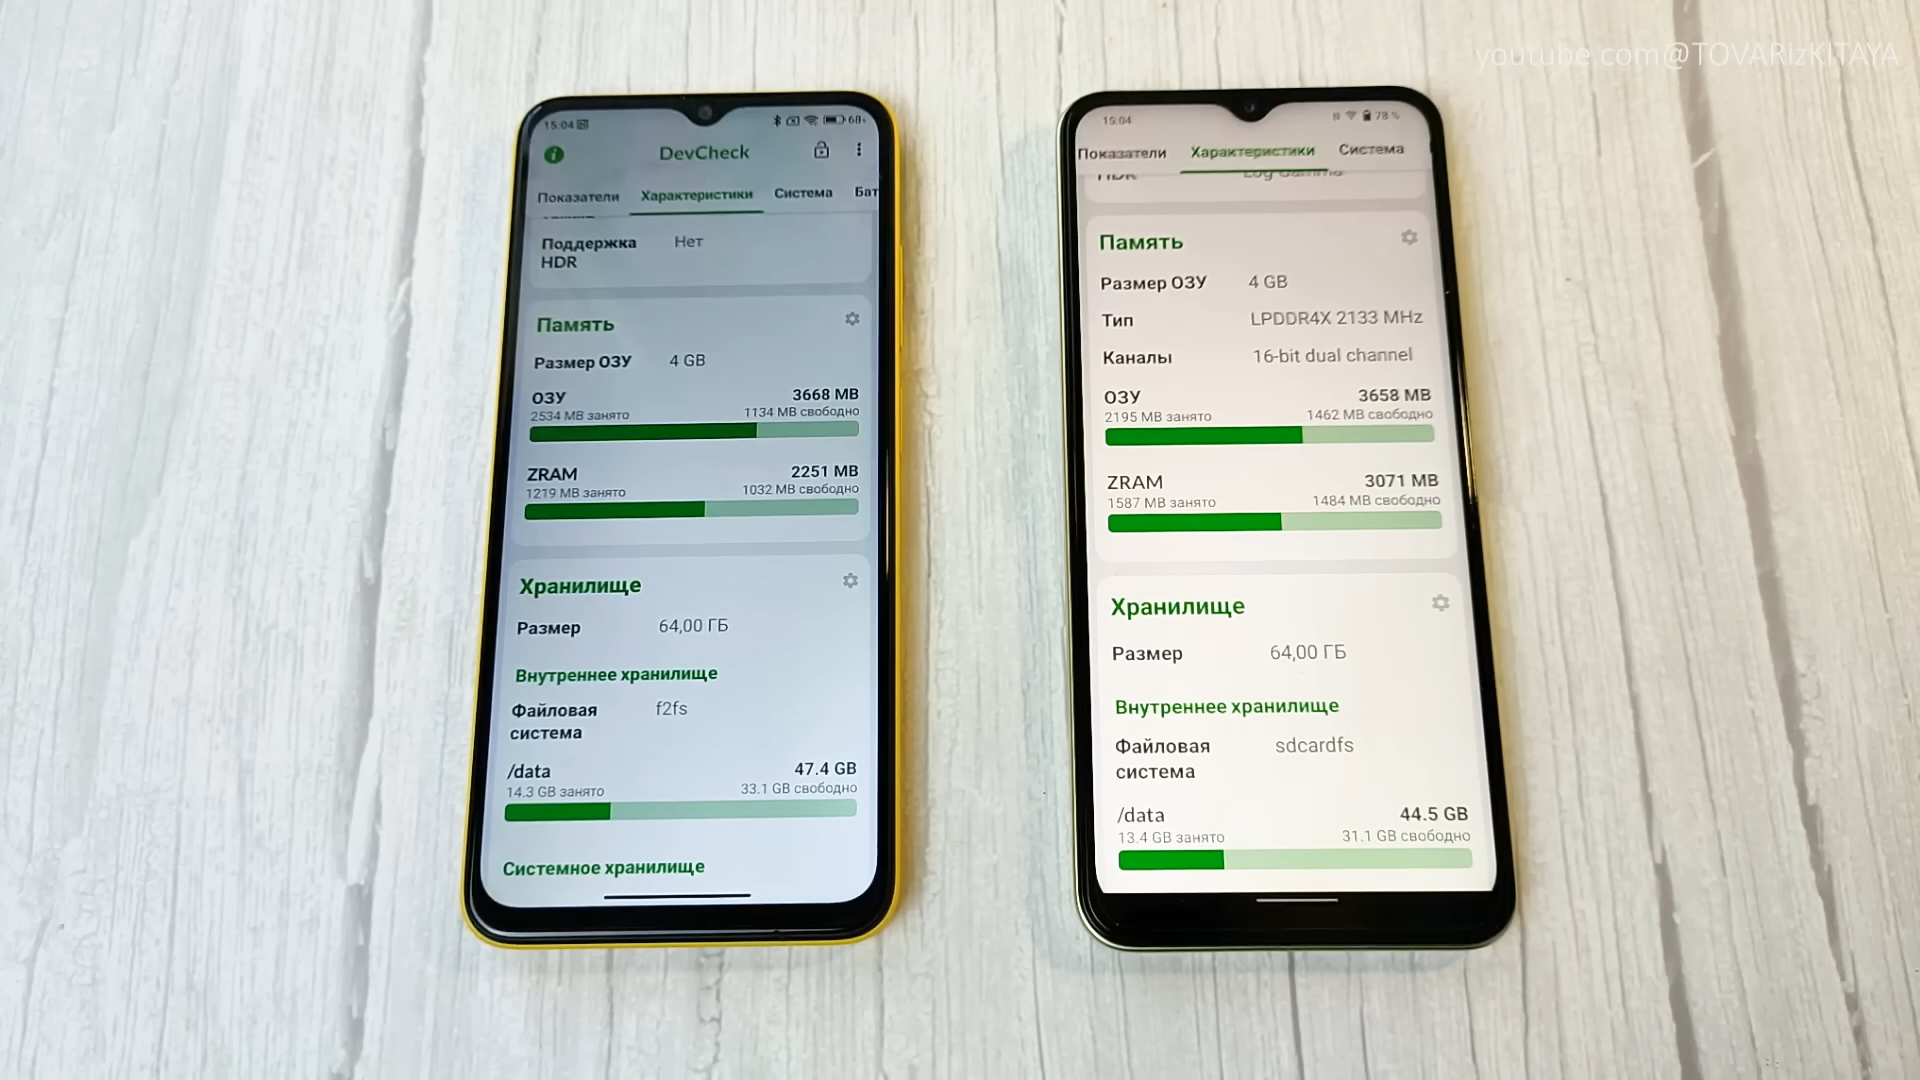 youtube.com@TOVARizKITAYA
15:04
68
DevCheck
Показатели Характеристики Система Бат
Поддержка HDR Нет
Память
Размер ОЗУ 4 GB
ОЗУ 3668 MB
2534 MB занято 1134 MB свободно
ZRAM 2251 MB
1219 MB занято 1032 MB свободно
Хранилище
Размер 64,00 ГБ
Внутреннее хранилище
Файловая система f2fs
/data 47.4 GB
14.3 GB занято 33.1 GB свободно
Системное хранилище
15:04
78 %
Показатели Характеристики Система
HDR Log Gamma
Память
Размер ОЗУ 4 GB
Тип LPDDR4X 2133 MHz
Каналы 16-bit dual channel
ОЗУ 3658 MB
2195 MB занято 1462 MB свободно
ZRAM 3071 MB
1587 MB занято 1484 MB свободно
Хранилище
Размер 64,00 ГБ
Внутреннее хранилище
Файловая система sdcardfs
/data 44.5 GB
13.4 GB занято 31.1 GB свободно